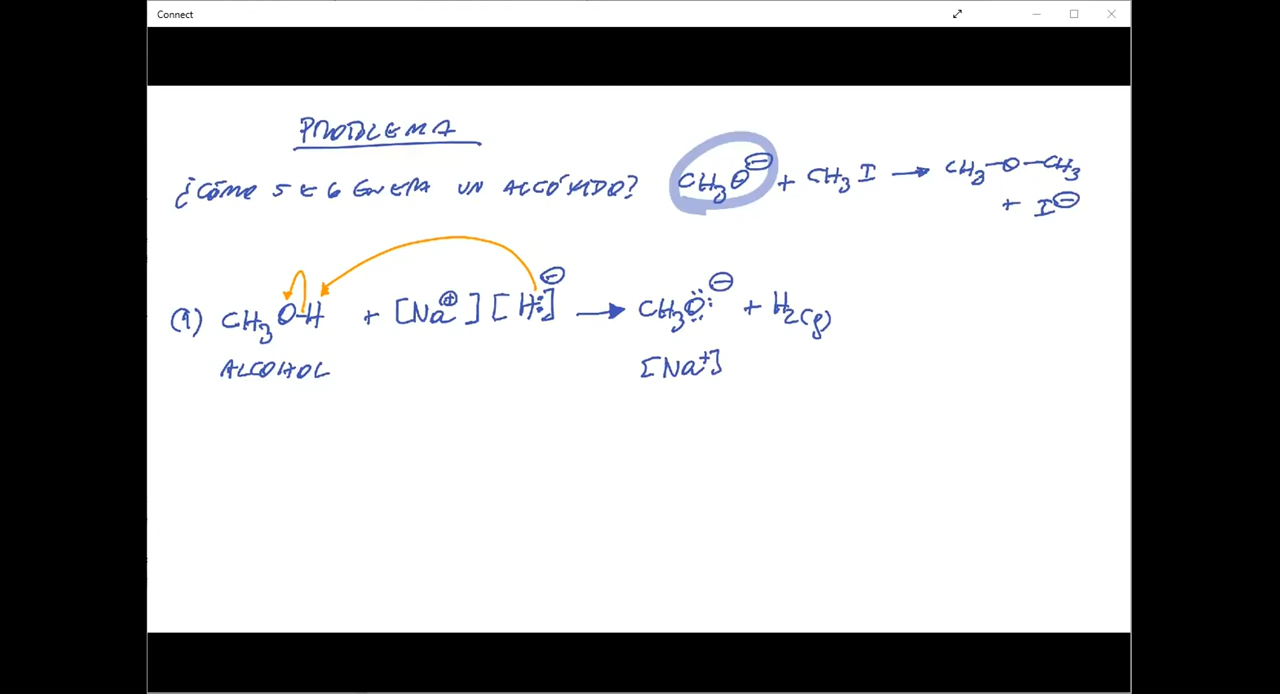 Connect
PROBLEMA
¿CÓMO SE GENERA UN ALCÓXIDO?
CH₃O⊖ + CH₃I → CH₃–O–CH₃
+ I⊖
(1) CH₃O-H + [Na⊕][H:]⊖ → CH₃O⊖ + H₂(g)
ALCOHOL [Na⁺]